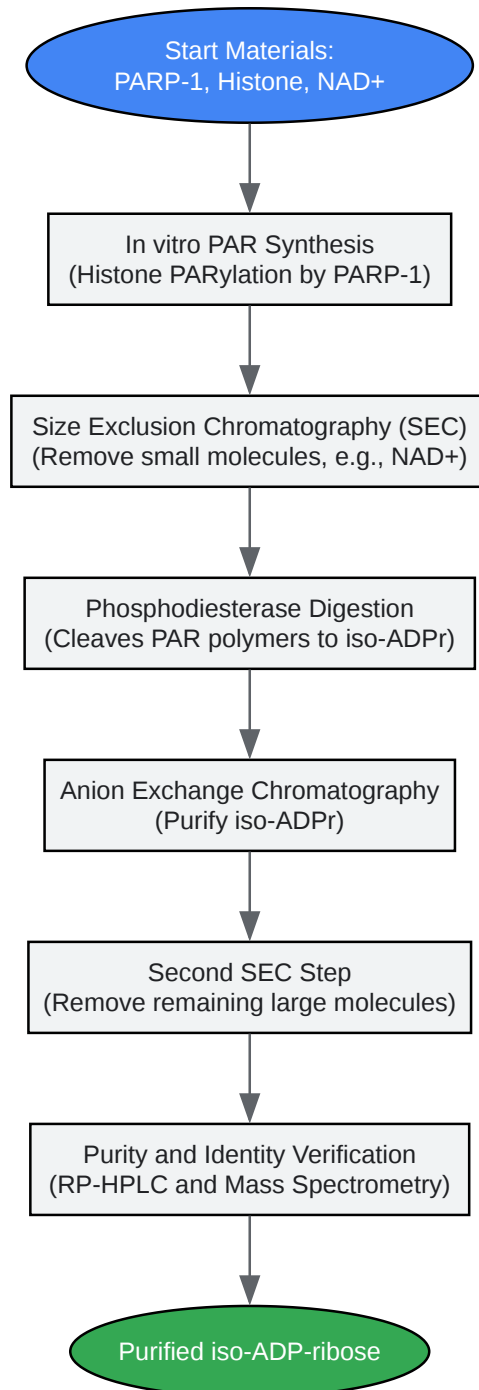 Start Materials:
PARP-1, Histone, NAD+
In vitro PAR Synthesis
(Histone PARylation by PARP-1)
Size Exclusion Chromatography (SEC)
(Remove small molecules, e.g., NAD+)
Phosphodiesterase Digestion
(Cleaves PAR polymers to iso-ADPr)
Anion Exchange Chromatography
(Purify iso-ADPr)
Second SEC Step
(Remove remaining large molecules)
Purity and Identity Verification
(RP-HPLC and Mass Spectrometry)
Purified iso-ADP-ribose